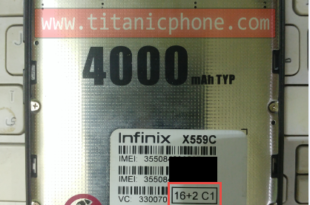 www.titanicphone.com
4000 mAh TYP
Infinix X559C
IMEI: 35508
IMEI: 35508
VC 330070
16+2 C1